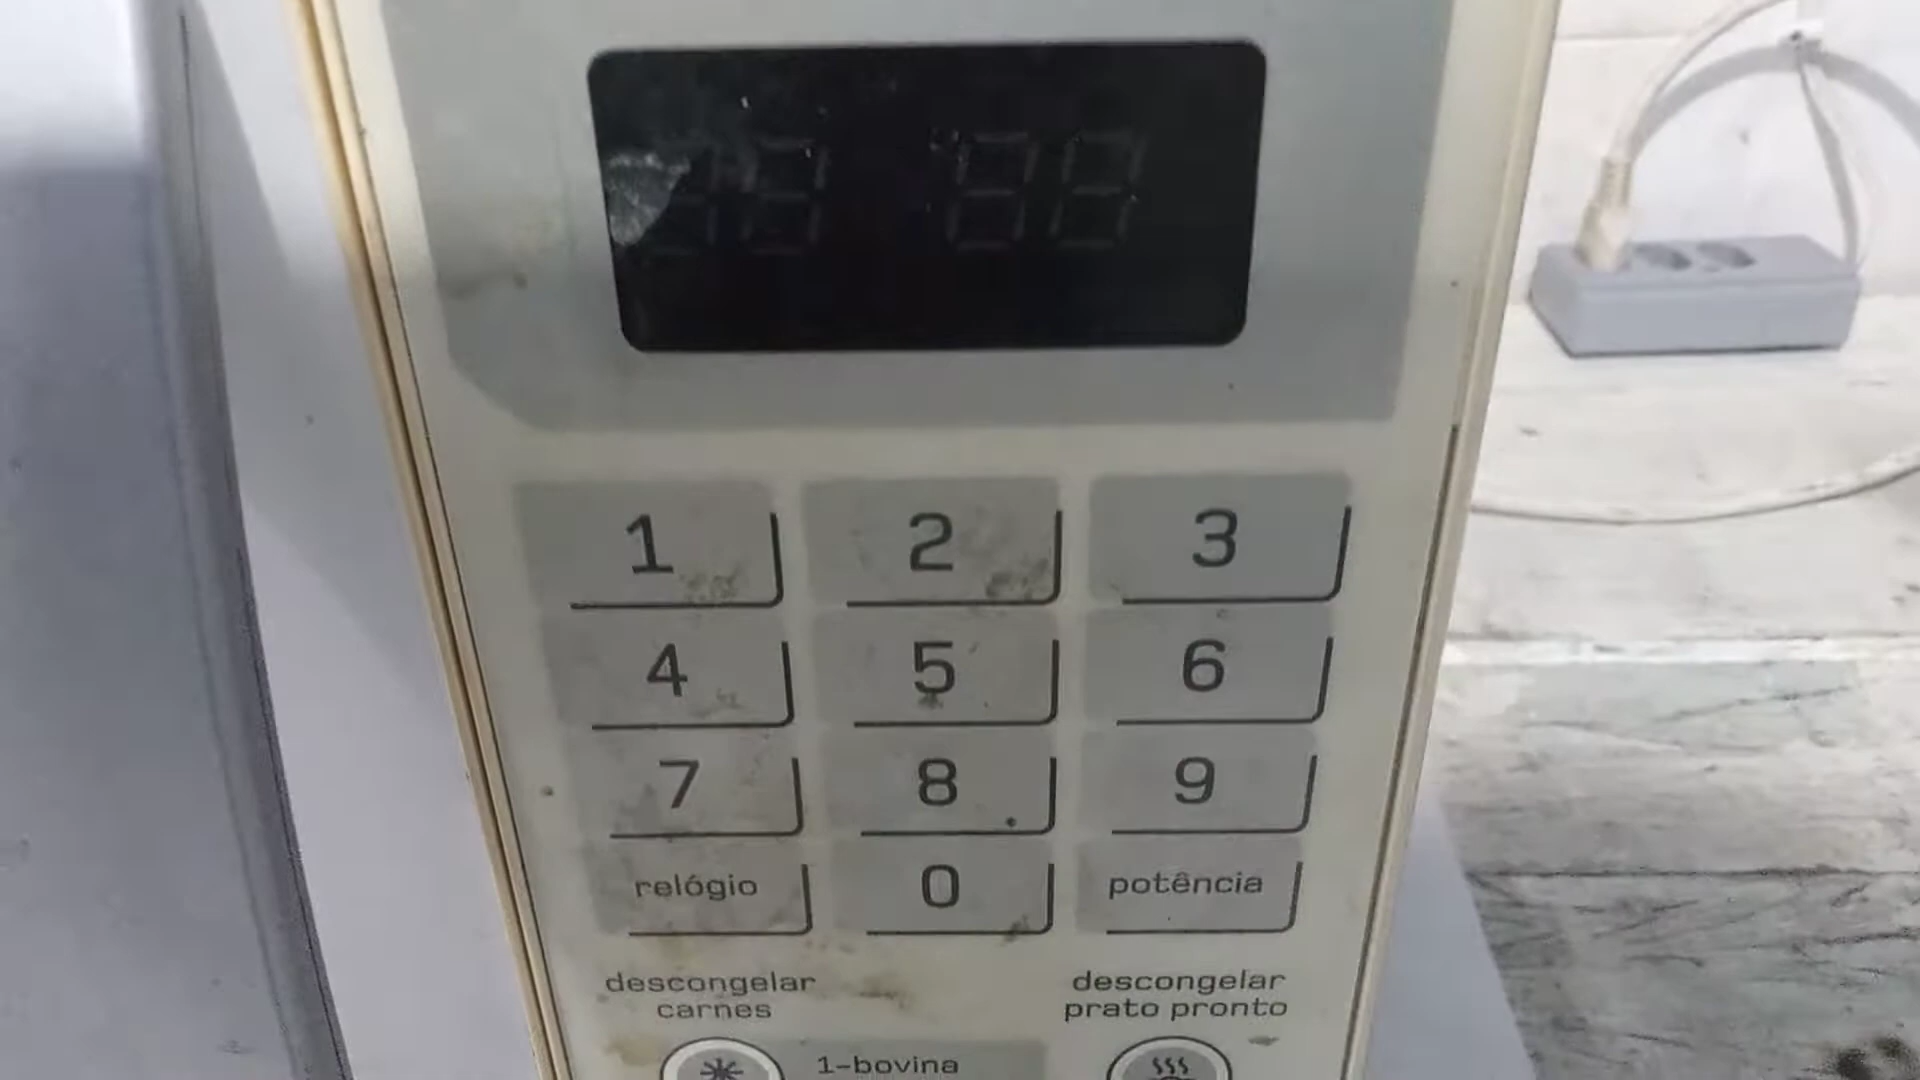 1 2 3
4 5 6
7 8 9
relógio 0 potência
descongelar
carnes
descongelar
prato pronto
1-bovina